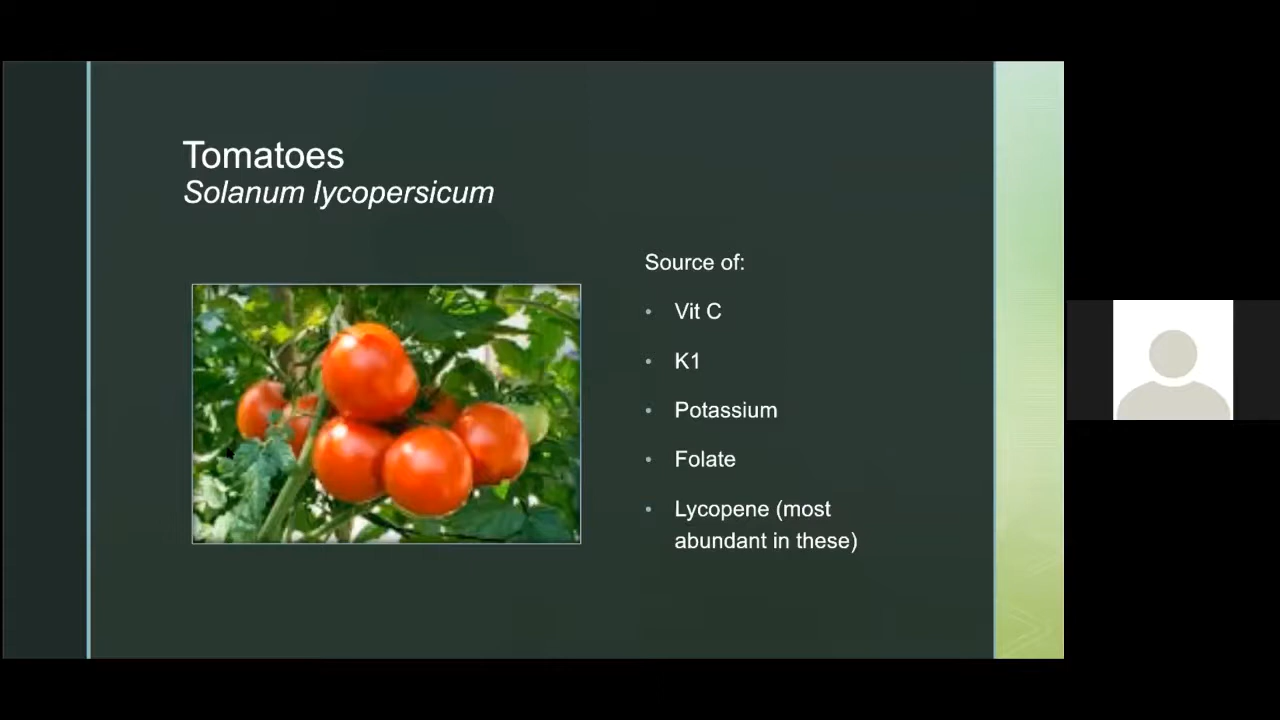 Tomatoes
Solanum lycopersicum
Source of:
• Vit C
• K1
• Potassium
• Folate
• Lycopene (most
abundant in these)